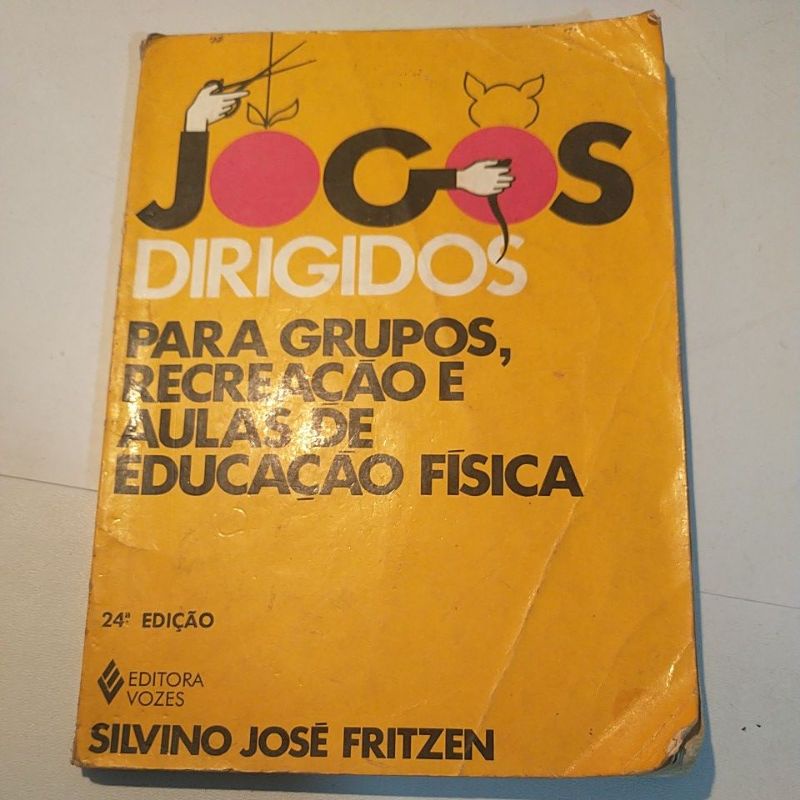 JOGOS
DIRIGIDOS
PARA GRUPOS,
RECREAÇÃO E
AULAS DE
EDUCAÇÃO FÍSICA
24ª EDIÇÃO
EDITORA
VOZES
SILVINO JOSÉ FRITZEN